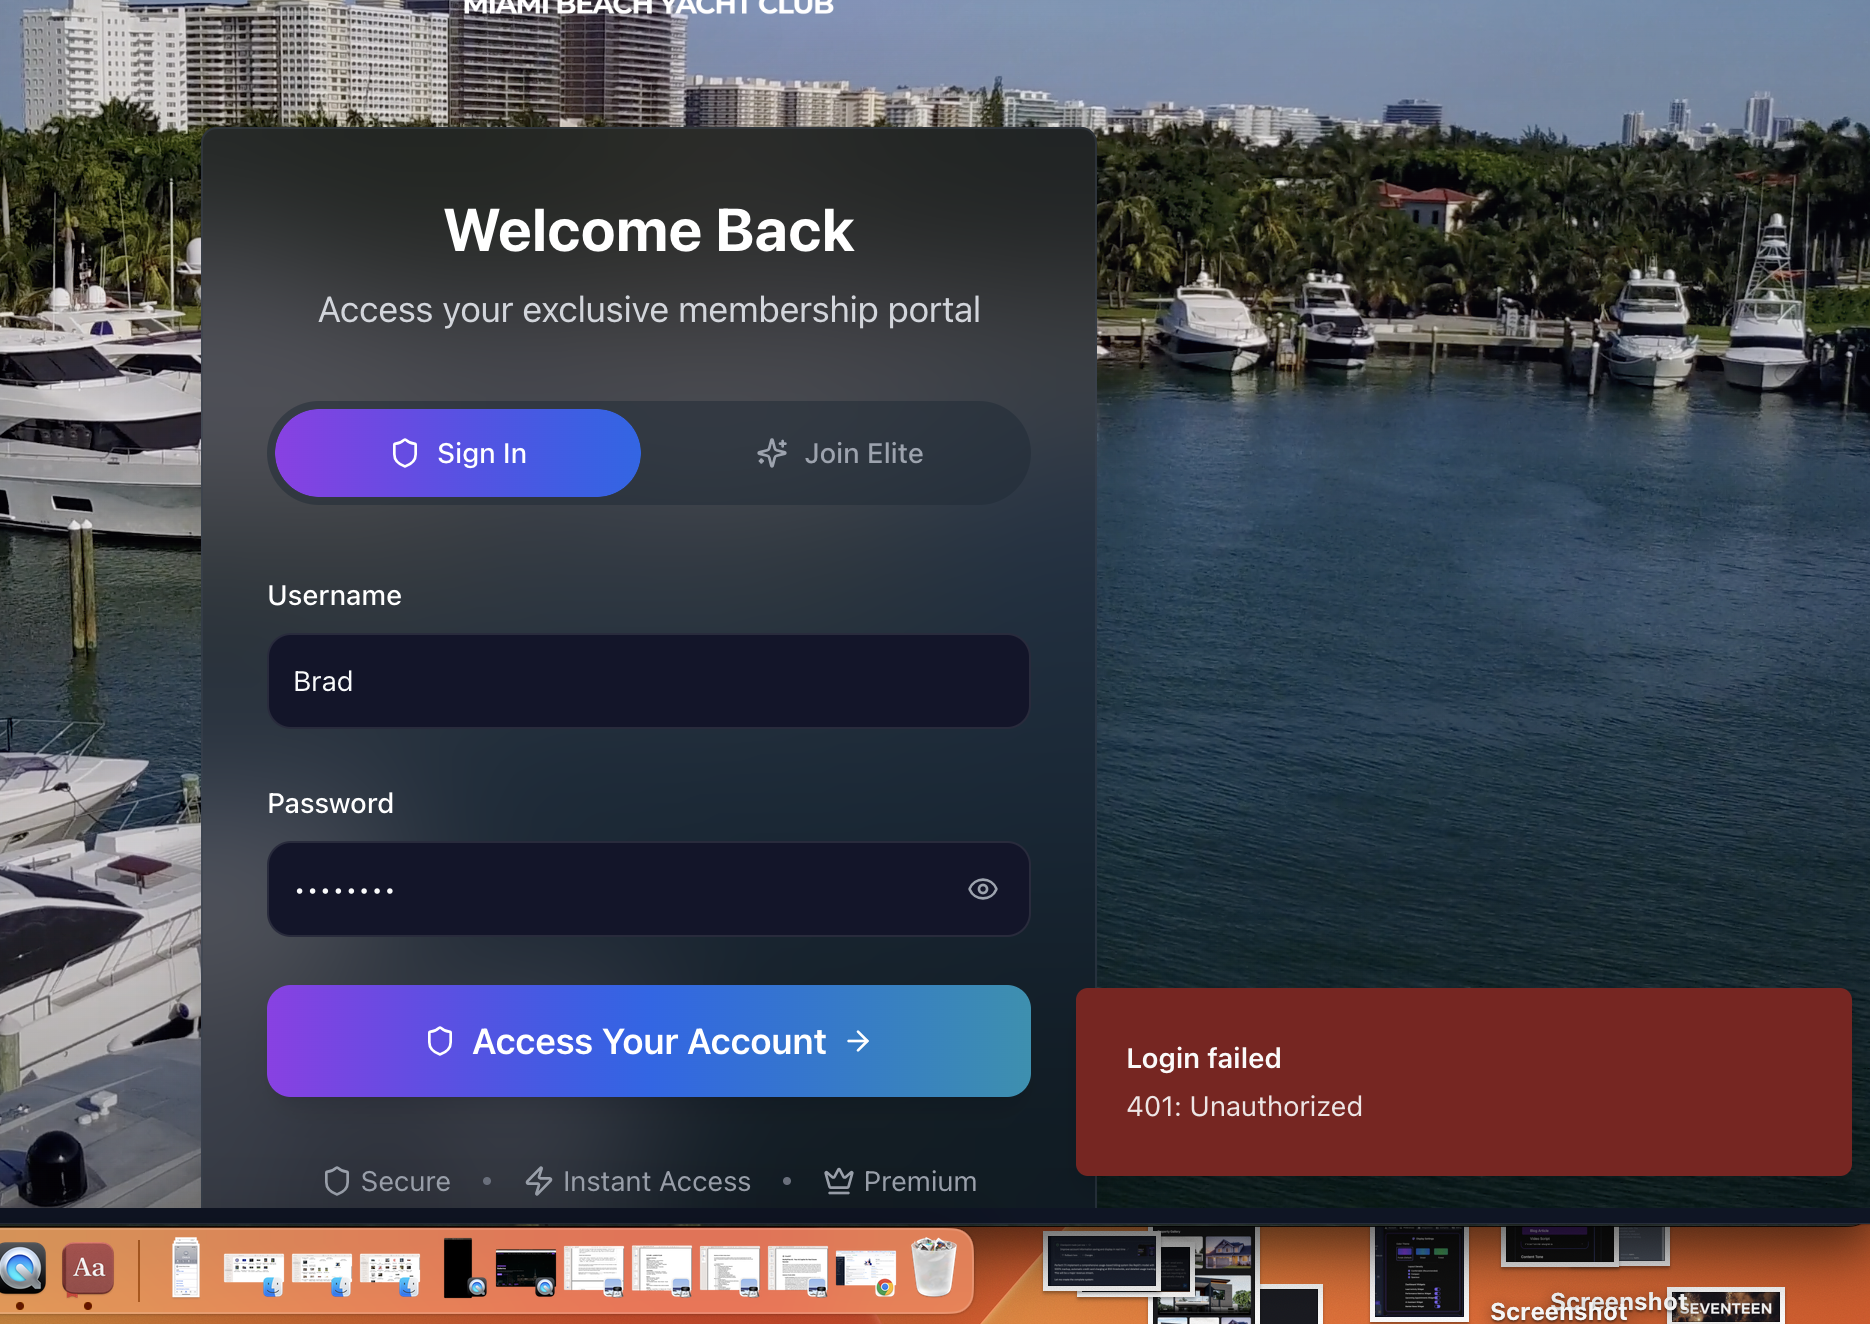 MIAMI BEACH YACHT CLUB
Welcome Back
Access your exclusive membership portal
Sign In
Join Elite
Username
Brad
Password
••••••••
Access Your Account
Secure • Instant Access • Premium
Login failed
401: Unauthorized
Aa
Screenshot
Screenshot
SEVENTEEN